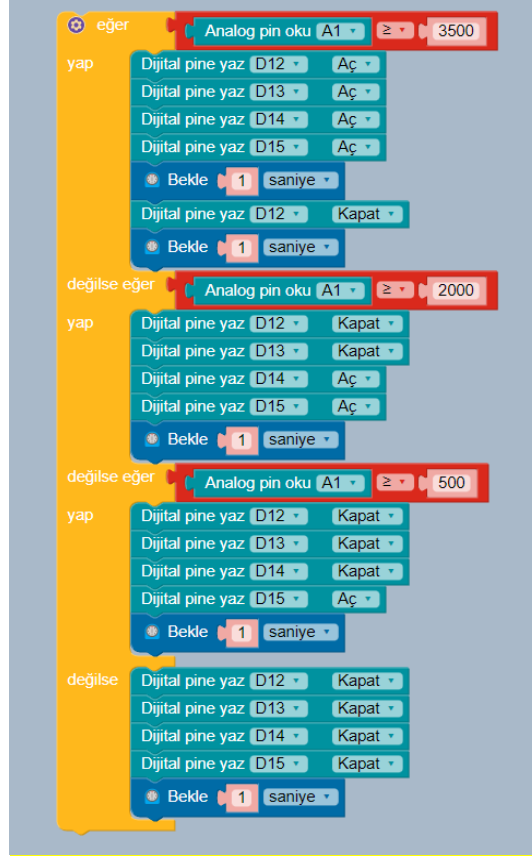 eğer Analog pin oku A1 ≥ 3500
yap Dijital pine yaz D12 Aç
Dijital pine yaz D13 Aç
Dijital pine yaz D14 Aç
Dijital pine yaz D15 Aç
Bekle 1 saniye
Dijital pine yaz D12 Kapat
Bekle 1 saniye
değilse eğer Analog pin oku A1 ≥ 2000
yap Dijital pine yaz D12 Kapat
Dijital pine yaz D13 Kapat
Dijital pine yaz D14 Aç
Dijital pine yaz D15 Aç
Bekle 1 saniye
değilse eğer Analog pin oku A1 ≥ 500
yap Dijital pine yaz D12 Kapat
Dijital pine yaz D13 Kapat
Dijital pine yaz D14 Kapat
Dijital pine yaz D15 Aç
Bekle 1 saniye
değilse Dijital pine yaz D12 Kapat
Dijital pine yaz D13 Kapat
Dijital pine yaz D14 Kapat
Dijital pine yaz D15 Kapat
Bekle 1 saniye